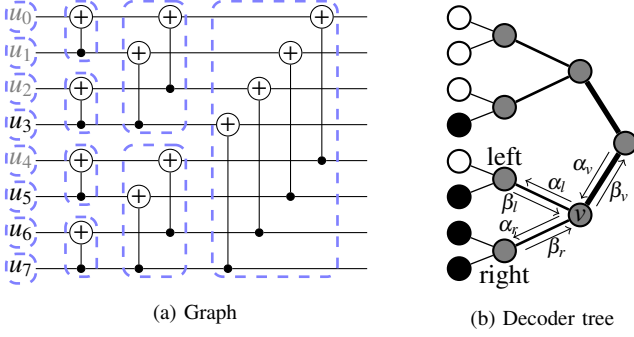 u0
u1
u2
u3
u4
u5
u6
u7
(a) Graph
left
αl
αv
βl
v
βv
αr
βr
right
(b) Decoder tree